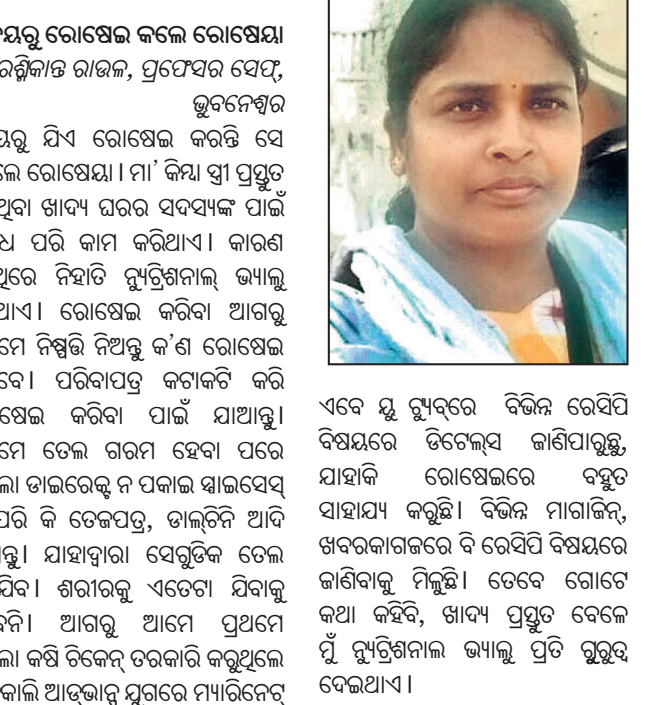 ରୁ ରୋଷେଇ କଲେ ରୋଷେୟା
ରଶ୍ମିକାନ୍ତ ରାଉଳ, ପ୍ରଫେସର ସେଫ୍,
ଭୁବନେଶ୍ୱର
ୟରୁ ଯିଏ ରୋଷେଇ କରନ୍ତି ସେ
ଲେ ରୋଷେୟା । ମା' କିମ୍ବା ସ୍ତ୍ରୀ ପ୍ରସ୍ତୁତ
ଥିବା ଖାଦ୍ୟ ଘରର ସଦସ୍ୟଙ୍କ ପାଇଁ
ଧ ପରି କାମ କରିଥାଏ। କାରଣ
ଥିରେ ନିହାତି ନ୍ୟୁଟ୍ରିଶନାଲ୍ ଭ୍ୟାଲୁ
ଥାଏ। ରୋଷେଇ କରିବା ଆଗରୁ
ମେ ନିଷ୍ପତ୍ତି ନିଅନ୍ତୁ କ'ଣ ରୋଷେଇ
ବେ। ପରିବାପତ୍ର କଟାକଟି କରି
ଷେଇ କରିବା ପାଇଁ ଯାଆନ୍ତୁ।
ମେ ତେଲ ଗରମ ହେବା ପରେ
ଲା ଡାଇରେକ୍ଟ ନ ପକାଇ ସ୍ପାଇସେସ୍
ପରି କି ତେଜପତ୍ର, ଡାଲ୍‌ଚିନି ଆଦି
ନ୍ତୁ। ଯାହାଦ୍ୱାରା ସେଗୁଡିକ ତେଲ
ଯିବ। ଶରୀରକୁ ଏତେଟା ଯିବାକୁ
ବନି। ଆଗରୁ ଆମେ ପ୍ରଥମେ
ଲା କଷି ଚିକେନ୍ ତରକାରି କରୁଥିଲେ
କାଲି ଆଡ୍‌ଭାନ୍ସ ଯୁଗରେ ମ୍ୟାରିନେଟ୍
ଏବେ ୟୁ ଟ୍ୟୁବ୍‌ରେ ବିଭିନ୍ନ ରେସିପି
ବିଷୟରେ ଡିଟେଲ୍‌ସ ଜାଣିପାରୁଛୁ,
ଯାହାକି ରୋଷେଇରେ ବହୁତ
ସାହାଯ୍ୟ କରୁଛି। ବିଭିନ୍ନ ମାଗାଜିନ୍,
ଖବରକାଗଜରେ ବି ରେସିପି ବିଷୟରେ
ଜାଣିବାକୁ ମିଳୁଛି। ତେବେ ଗୋଟେ
କଥା କହିବି, ଖାଦ୍ୟ ପ୍ରସ୍ତୁତ ବେଳେ
ମୁଁ ନ୍ୟୁଟ୍ରିଶନାଲ ଭ୍ୟାଲୁ ପ୍ରତି ଗୁରୁତ୍ୱ
ଦେଇଥାଏ ।